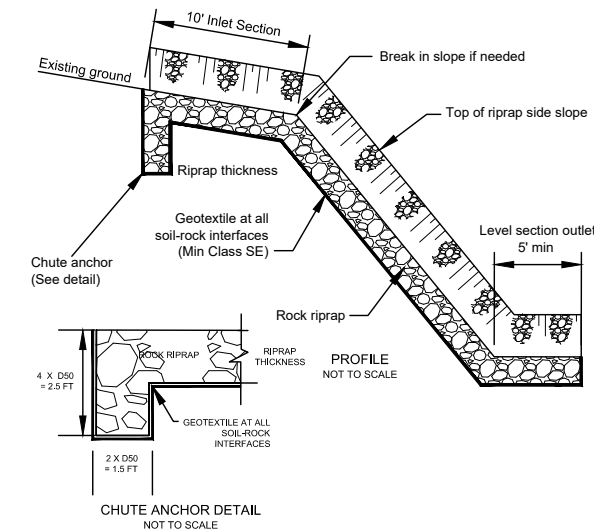 10' Inlet Section
Existing ground
Break in slope if needed
Top of riprap side slope
Riprap thickness
Geotextile at all
soil-rock interfaces
(Min Class SE)
Level section outlet
5' min
Chute anchor
(See detail)
Rock riprap
PROFILE
NOT TO SCALE
ROCK RIPRAP
RIPRAP
THICKNESS
4 X D50
= 2.5 FT
GEOTEXTILE AT ALL
SOIL-ROCK
INTERFACES
2 X D50
= 1.5 FT
CHUTE ANCHOR DETAIL
NOT TO SCALE